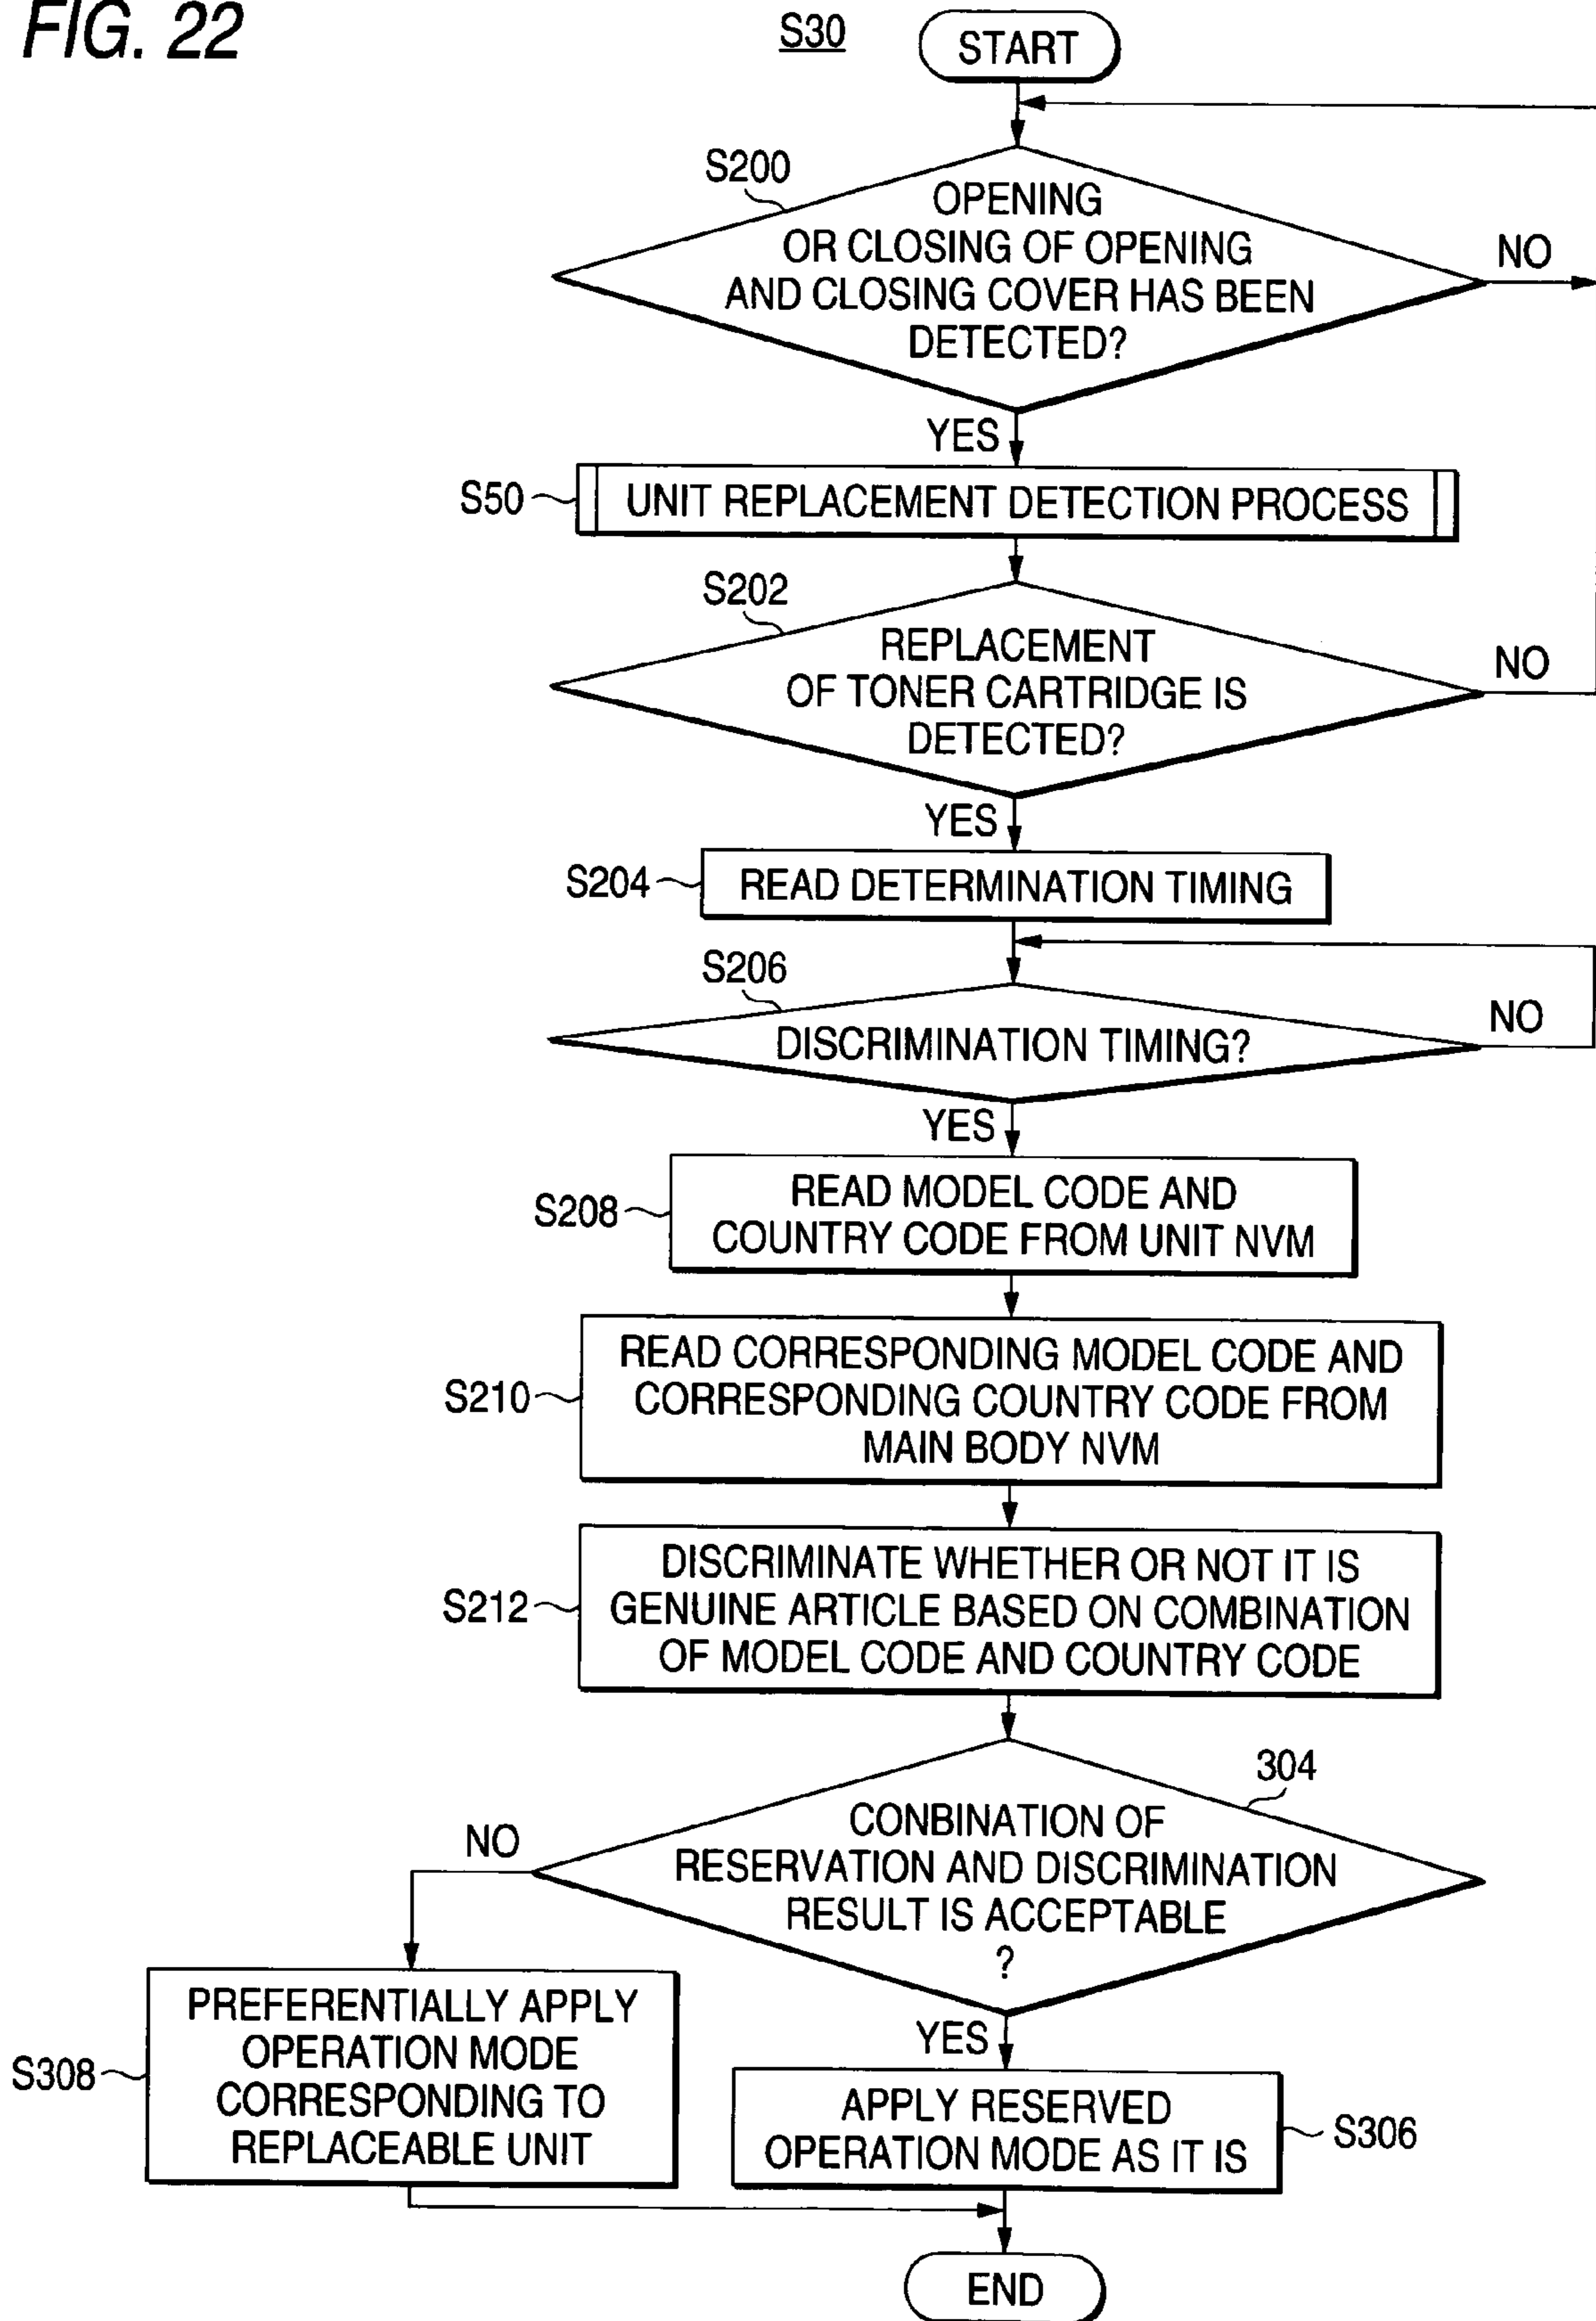 FIG. 22
S30
START
S200
OPENING
OR CLOSING OF OPENING
AND CLOSING COVER HAS BEEN
DETECTED?
NO
YES
S50
UNIT REPLACEMENT DETECTION PROCESS
S202
REPLACEMENT
OF TONER CARTRIDGE IS
DETECTED?
NO
YES
S204
READ DETERMINATION TIMING
S206
DISCRIMINATION TIMING?
NO
YES
S208
READ MODEL CODE AND
COUNTRY CODE FROM UNIT NVM
S210
READ CORRESPONDING MODEL CODE AND
CORRESPONDING COUNTRY CODE FROM
MAIN BODY NVM
S212
DISCRIMINATE WHETHER OR NOT IT IS
GENUINE ARTICLE BASED ON COMBINATION
OF MODEL CODE AND COUNTRY CODE
304
CONBINATION OF
RESERVATION AND DISCRIMINATION
RESULT IS ACCEPTABLE
?
NO
YES
S308
PREFERENTIALLY APPLY
OPERATION MODE
CORRESPONDING TO
REPLACEABLE UNIT
APPLY RESERVED
OPERATION MODE AS IT IS
S306
END